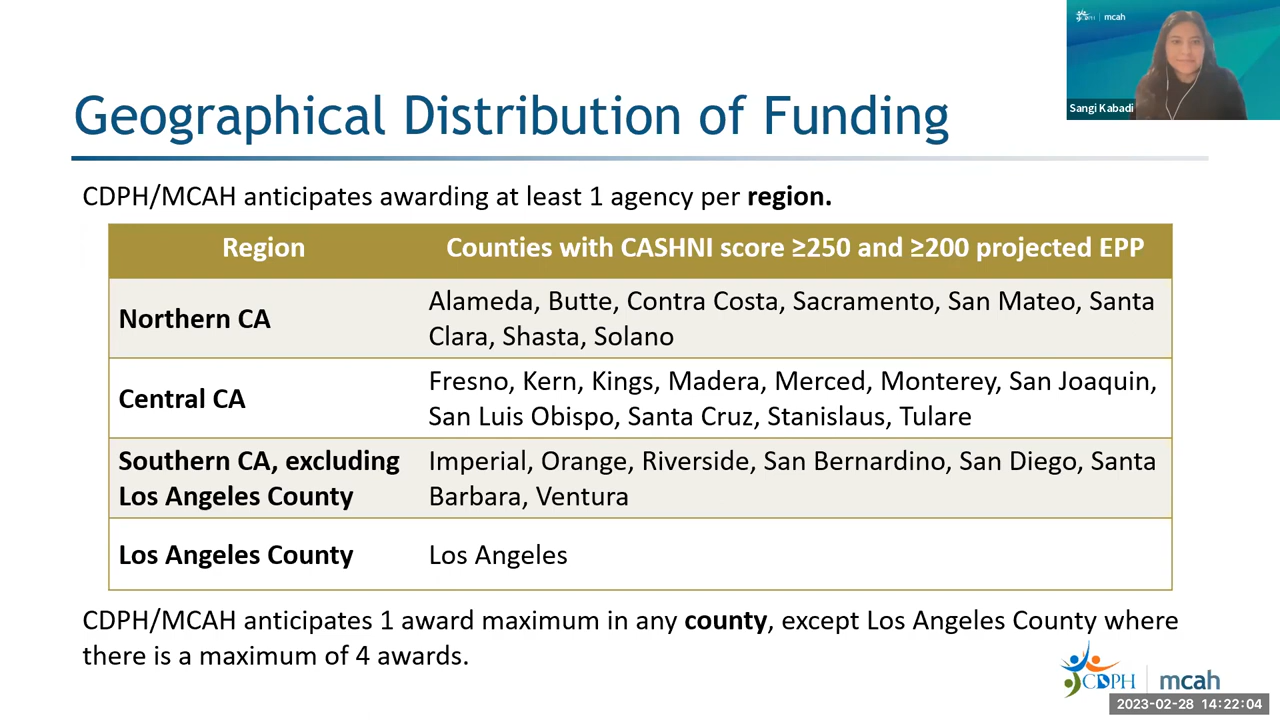 CDPH | mcah
Sangi Kabadi
Geographical Distribution of Funding
CDPH/MCAH anticipates awarding at least 1 agency per region.
Region Counties with CASHNI score ≥250 and ≥200 projected EPP
Northern CA
Alameda, Butte, Contra Costa, Sacramento, San Mateo, Santa
Clara, Shasta, Solano
Central CA
Fresno, Kern, Kings, Madera, Merced, Monterey, San Joaquin,
San Luis Obispo, Santa Cruz, Stanislaus, Tulare
Southern CA, excluding
Los Angeles County
Imperial, Orange, Riverside, San Bernardino, San Diego, Santa
Barbara, Ventura
Los Angeles County Los Angeles
CDPH/MCAH anticipates 1 award maximum in any county, except Los Angeles County where
there is a maximum of 4 awards.
CDPH | mcah
2023-02-28 14:22:04